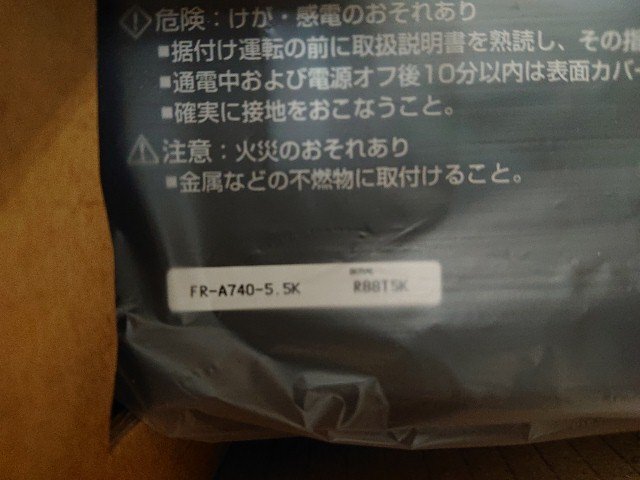 危険：けが・感電のおそれあり
■据付け運転の前に取扱説明書を熟読し、その指
■通電中および電源オフ後10分以内は表面カバー
■確実に接地をおこなうこと。
注意：火災のおそれあり
■金属などの不燃物に取付けること。
FR-A740-5.5K R88T5K